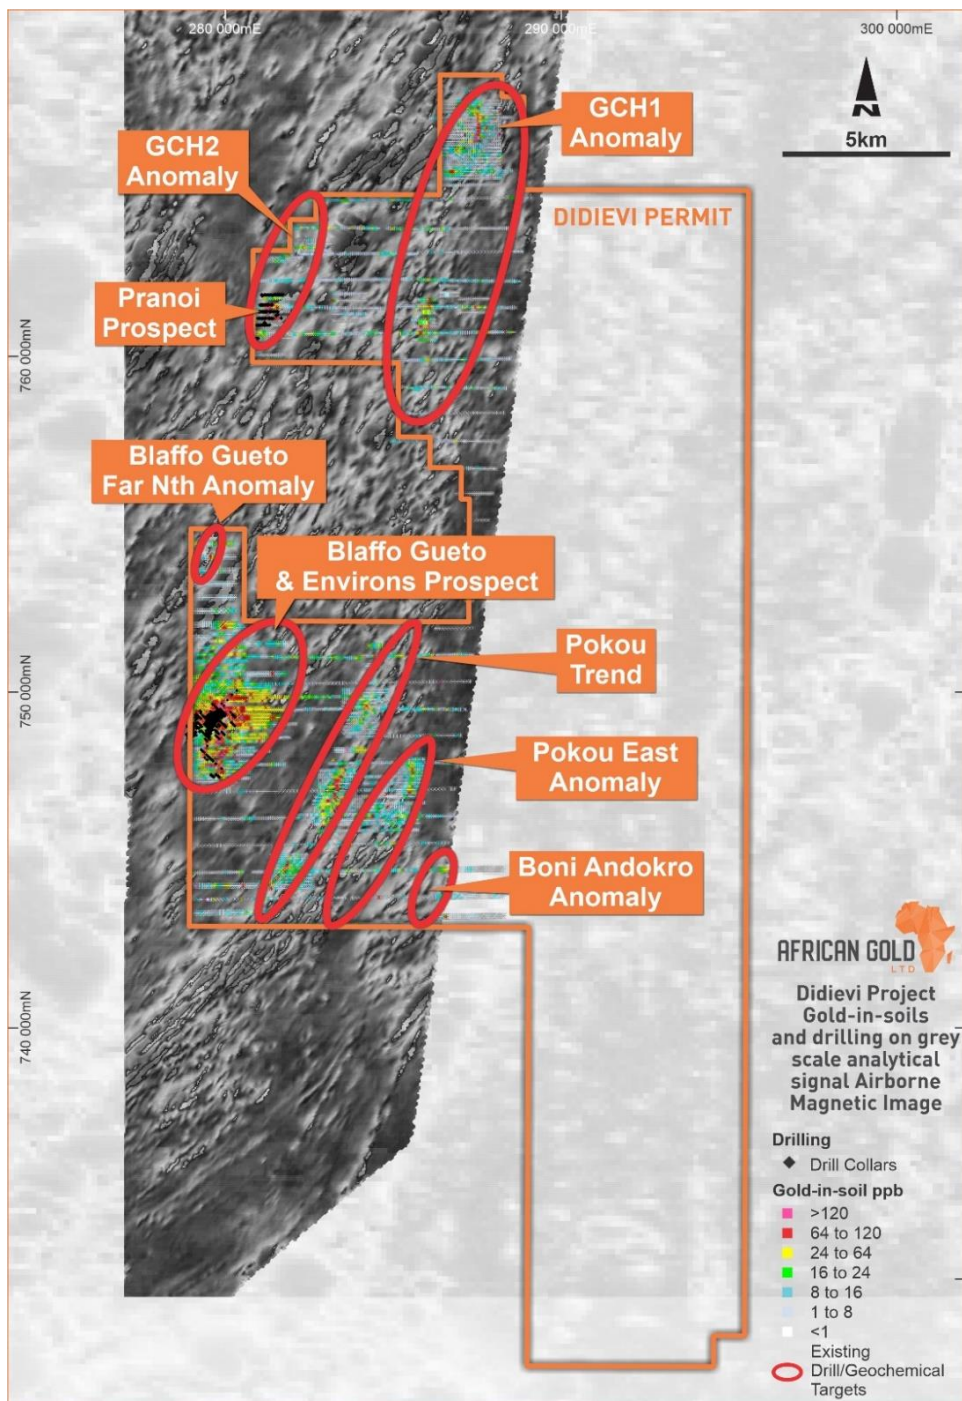 280 000mE
290 000mE
300 000mE
GCH1
Anomaly
N
5km
GCH2
Anomaly
DIDIEVI PERMIT
Pranoi
Prospect
760 000mN
Blaffo Gueto
Far Nth Anomaly
Blaffo Gueto
& Environs Prospect
Pokou
Trend
750 000mN
Pokou East
Anomaly
Boni Andokro
Anomaly
AFRICAN GOLD
LTD
740 000mN
Didievi Project
Gold-in-soils
and drilling on grey
scale analytical
signal Airborne
Magnetic Image
Drilling
Drill Collars
Gold-in-soil ppb
>120
64 to 120
24 to 64
16 to 24
8 to 16
1 to 8
<1
Existing
Drill/Geochemical
Targets